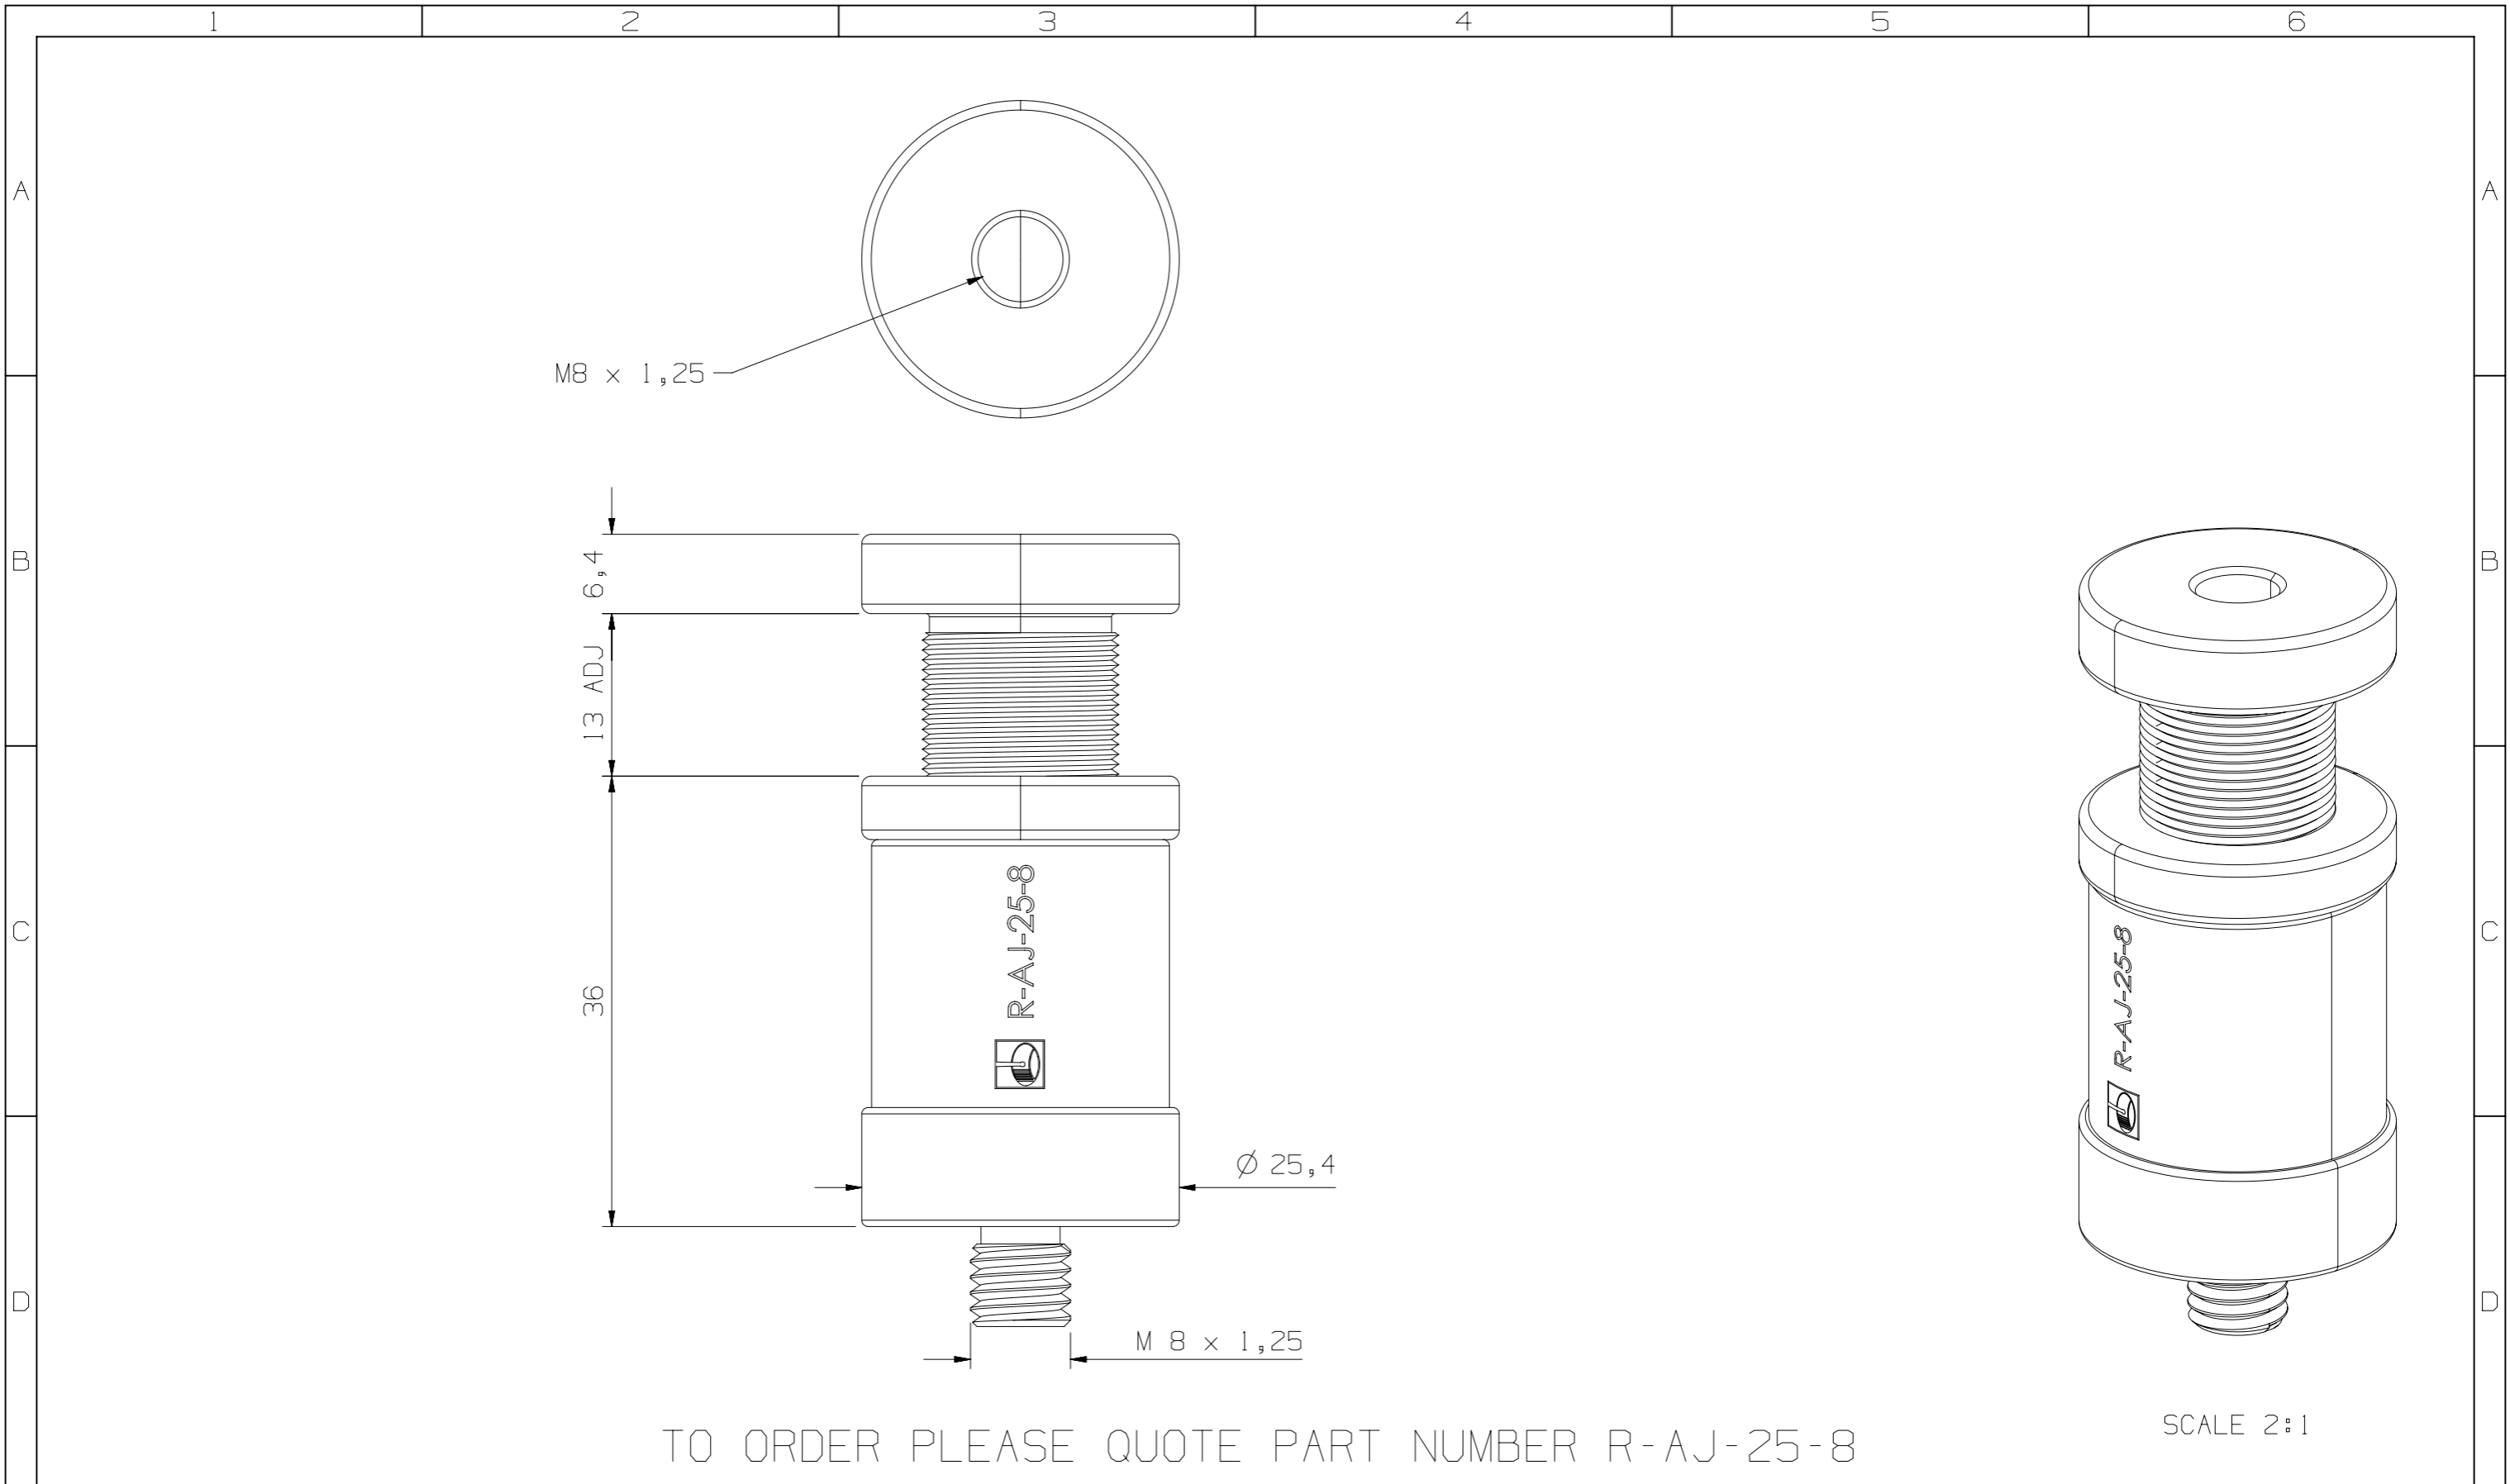 1 2 3 4 5 6
A A
M8 x 1,25
B B
6,4
13 ADJ
R-AJ-25-8
R-AJ-25-8
C C
36
Ø 25,4
D D
M 8 x 1,25
SCALE 2:1
TO ORDER PLEASE QUOTE PART NUMBER R-AJ-25-8